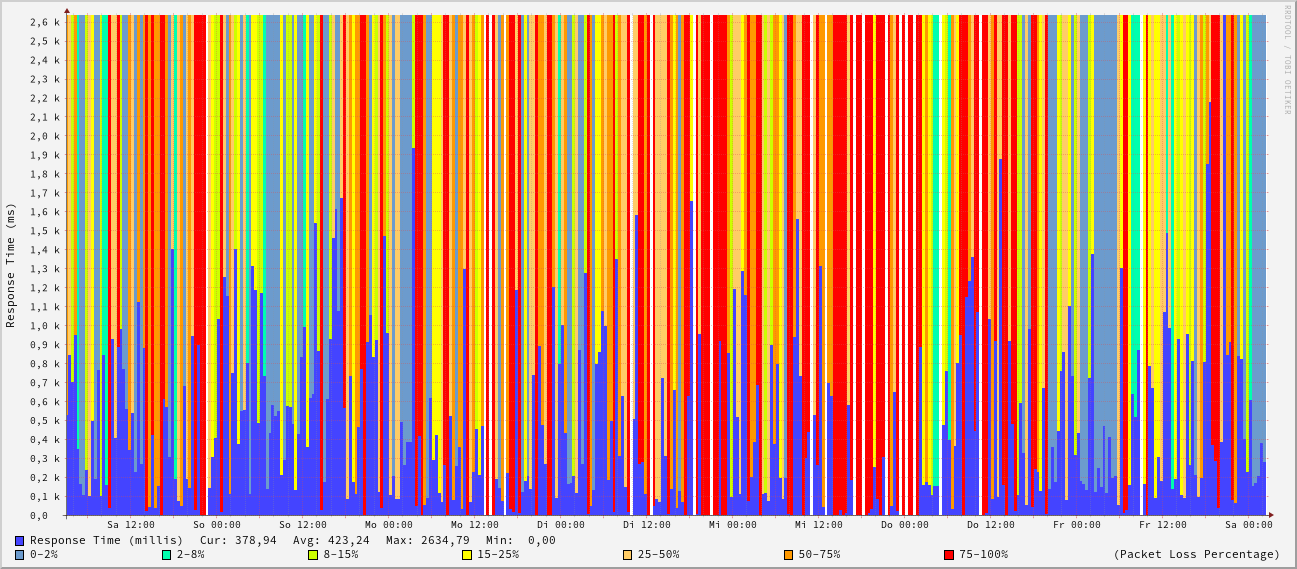 RRDTOOL / TOBI OETIKER
Response Time (ms)
2,6 k
2,5 k
2,4 k
2,3 k
2,2 k
2,1 k
2,0 k
1,9 k
1,8 k
1,7 k
1,6 k
1,5 k
1,4 k
1,3 k
1,2 k
1,1 k
1,0 k
0,9 k
0,8 k
0,7 k
0,6 k
0,5 k
0,4 k
0,3 k
0,2 k
0,1 k
0,0
Sa 12:00 So 00:00 So 12:00 Mo 00:00 Mo 12:00 Di 00:00 Di 12:00 Mi 00:00 Mi 12:00 Do 00:00 Do 12:00 Fr 00:00 Fr 12:00 Sa 00:00
Response Time (millis) Cur: 378,94 Avg: 423,24 Max: 2634,79 Min: 0,00
0-2% 2-8% 8-15% 15-25% 25-50% 50-75% 75-100% (Packet Loss Percentage)